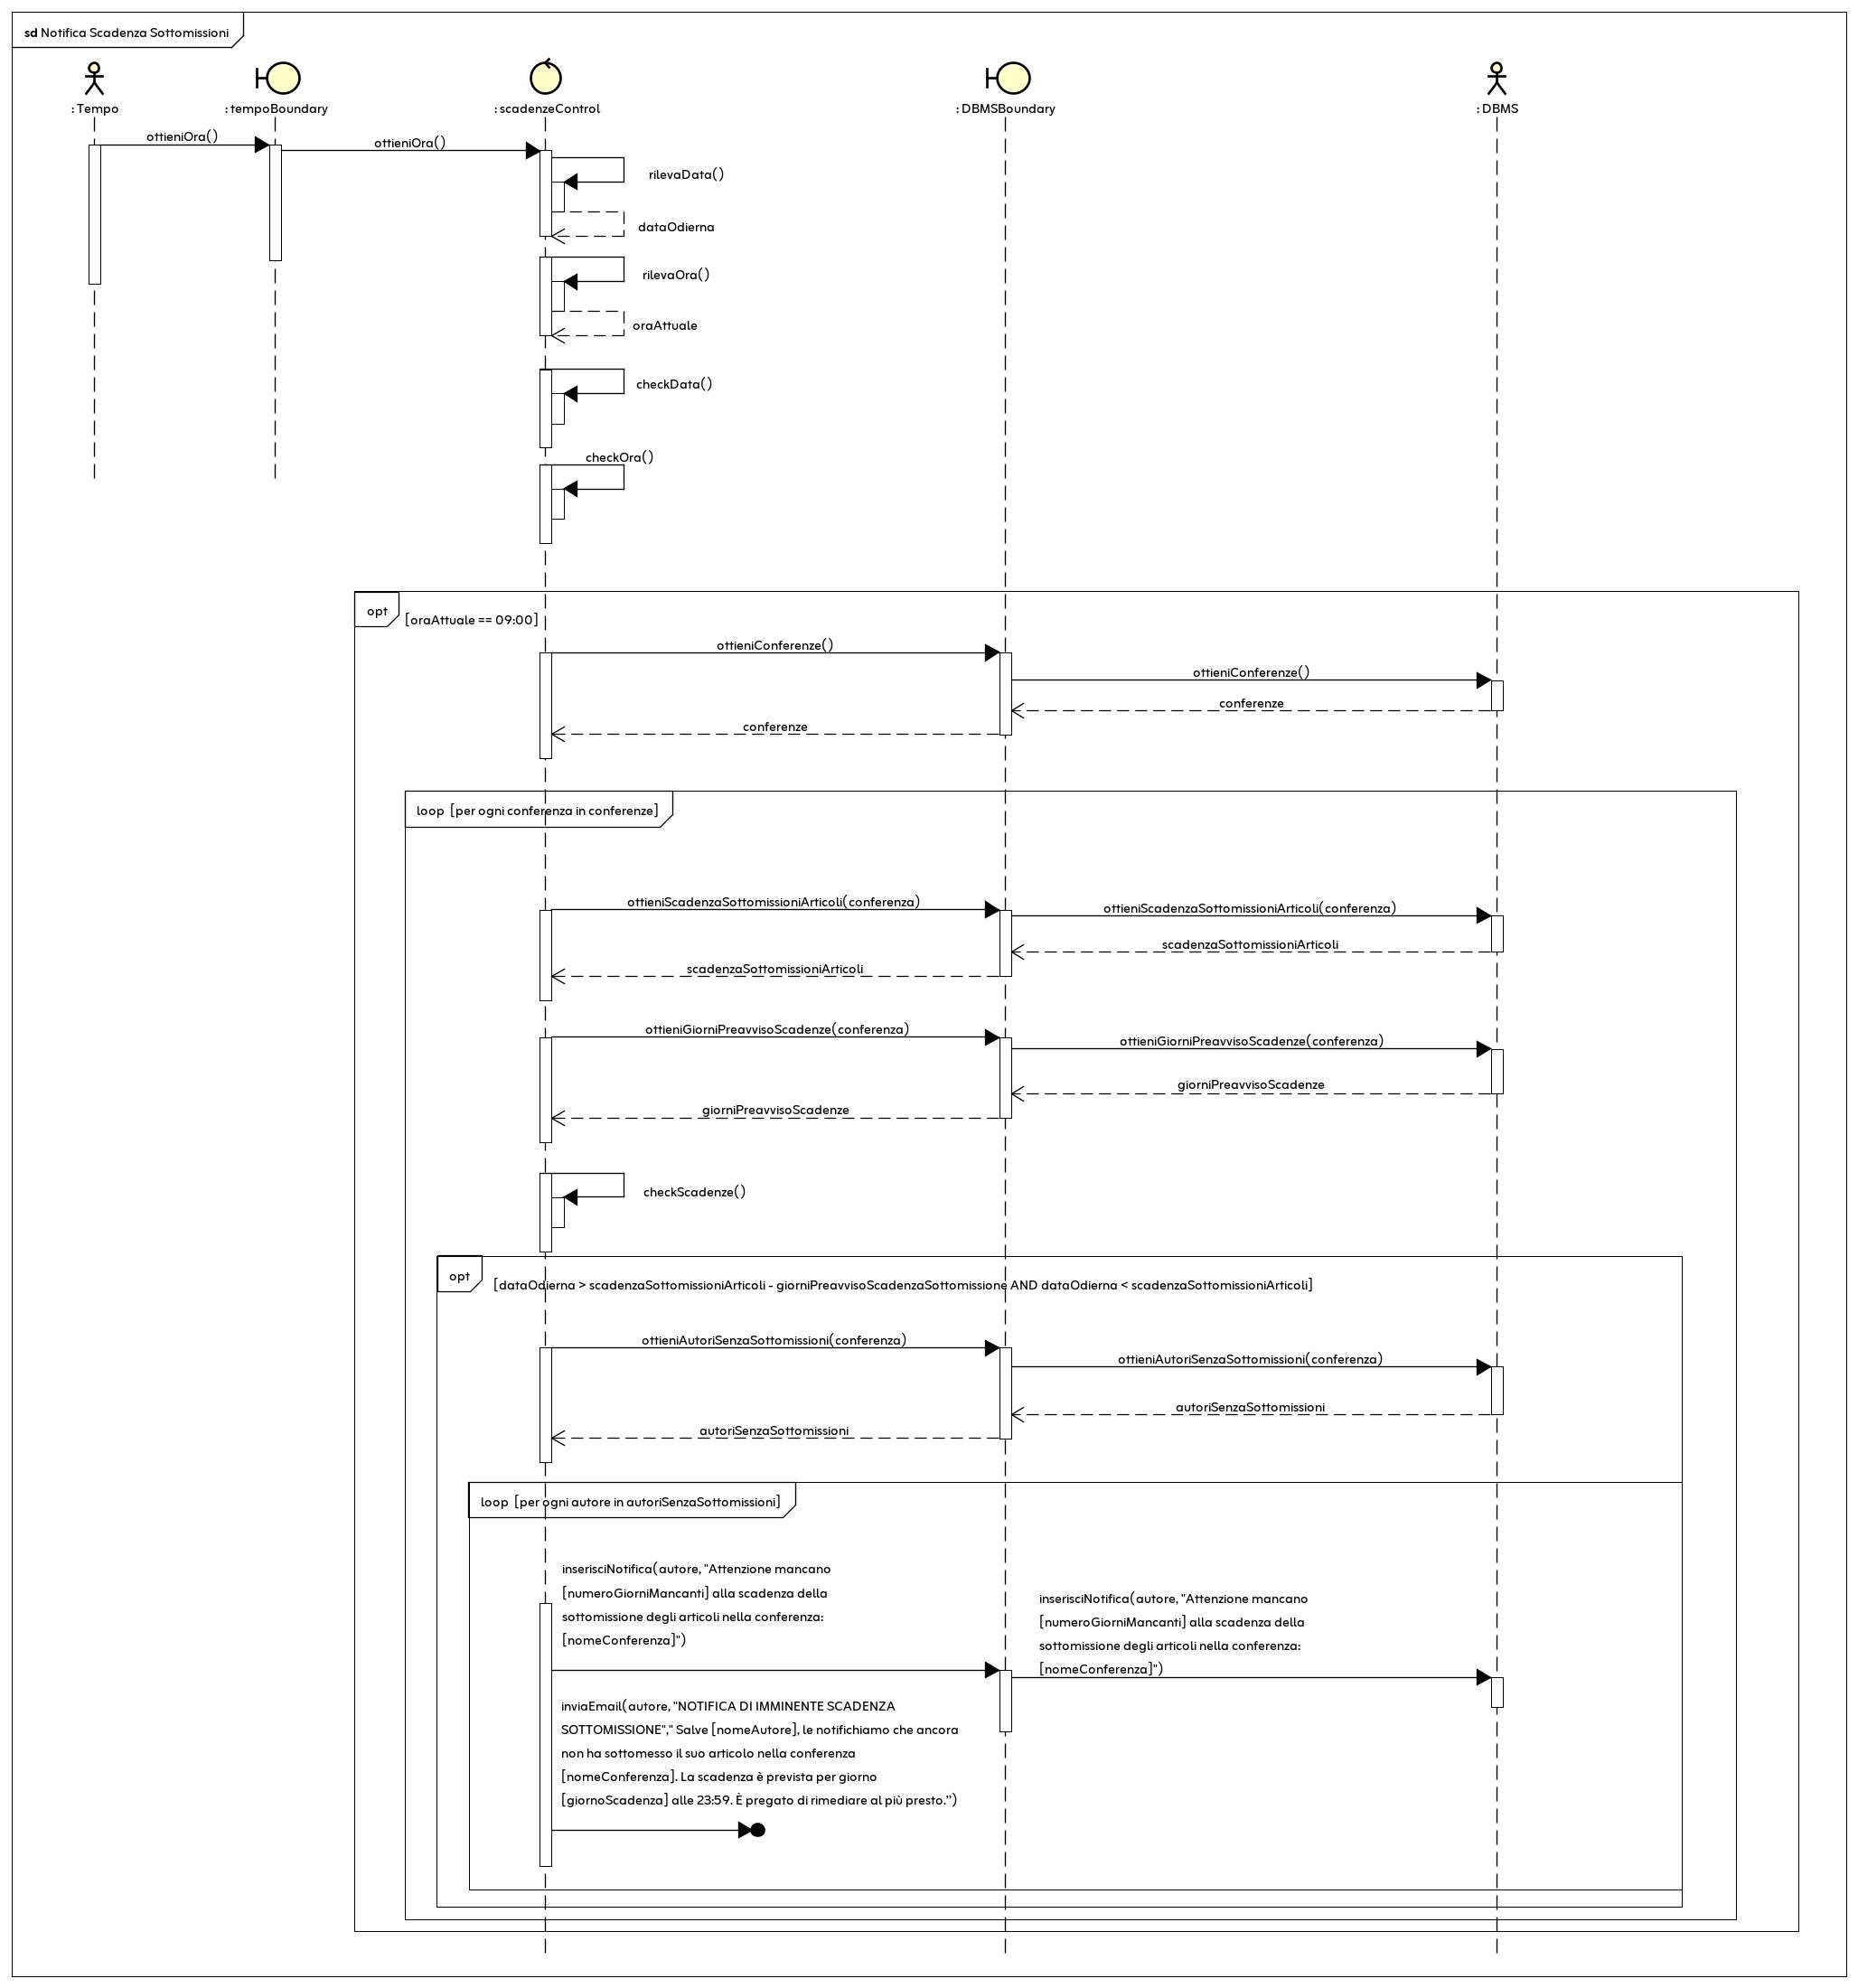 sd Notifica Scadenza Sottomissioni
: Tempo
: tempoBoundary
: scadenzeControl
: DBMSBoundary
: DBMS
ottieniOra()
ottieniOra()
rilevaData()
dataOdierna
rilevaOra()
oraAttuale
checkData()
checkOra()
opt
[oraAttuale == 09:00]
ottieniConferenze()
ottieniConferenze()
conferenze
conferenze
loop [per ogni conferenza in conferenze]
ottieniScadenzaSottomissioniArticoli(conferenza)
ottieniScadenzaSottomissioniArticoli(conferenza)
scadenzaSottomissioniArticoli
scadenzaSottomissioniArticoli
ottieniGiorniPreavvisoScadenze(conferenza)
ottieniGiorniPreavvisoScadenze(conferenza)
giorniPreavvisoScadenze
giorniPreavvisoScadenze
checkScadenze()
opt
[dataOdierna > scadenzaSottomissioniArticoli - giorniPreavvisoScadenzaSottomissione AND dataOdierna < scadenzaSottomissioniArticoli]
ottieniAutoriSenzaSottomissioni(conferenza)
ottieniAutoriSenzaSottomissioni(conferenza)
autoriSenzaSottomissioni
autoriSenzaSottomissioni
loop [per ogni autore in autoriSenzaSottomissioni]
inserisciNotifica(autore, "Attenzione mancano
[numeroGiorniMancanti] alla scadenza della
sottomissione degli articoli nella conferenza:
[nomeConferenza]")
inserisciNotifica(autore, "Attenzione mancano
[numeroGiorniMancanti] alla scadenza della
sottomissione degli articoli nella conferenza:
[nomeConferenza]")
inviaEmail(autore, "NOTIFICA DI IMMINENTE SCADENZA
SOTTOMISSIONE"," Salve [nomeAutore], le notifichiamo che ancora
non ha sottomesso il suo articolo nella conferenza
[nomeConferenza]. La scadenza è prevista per giorno
[giornoScadenza] alle 23:59. È pregato di rimediare al più presto.")